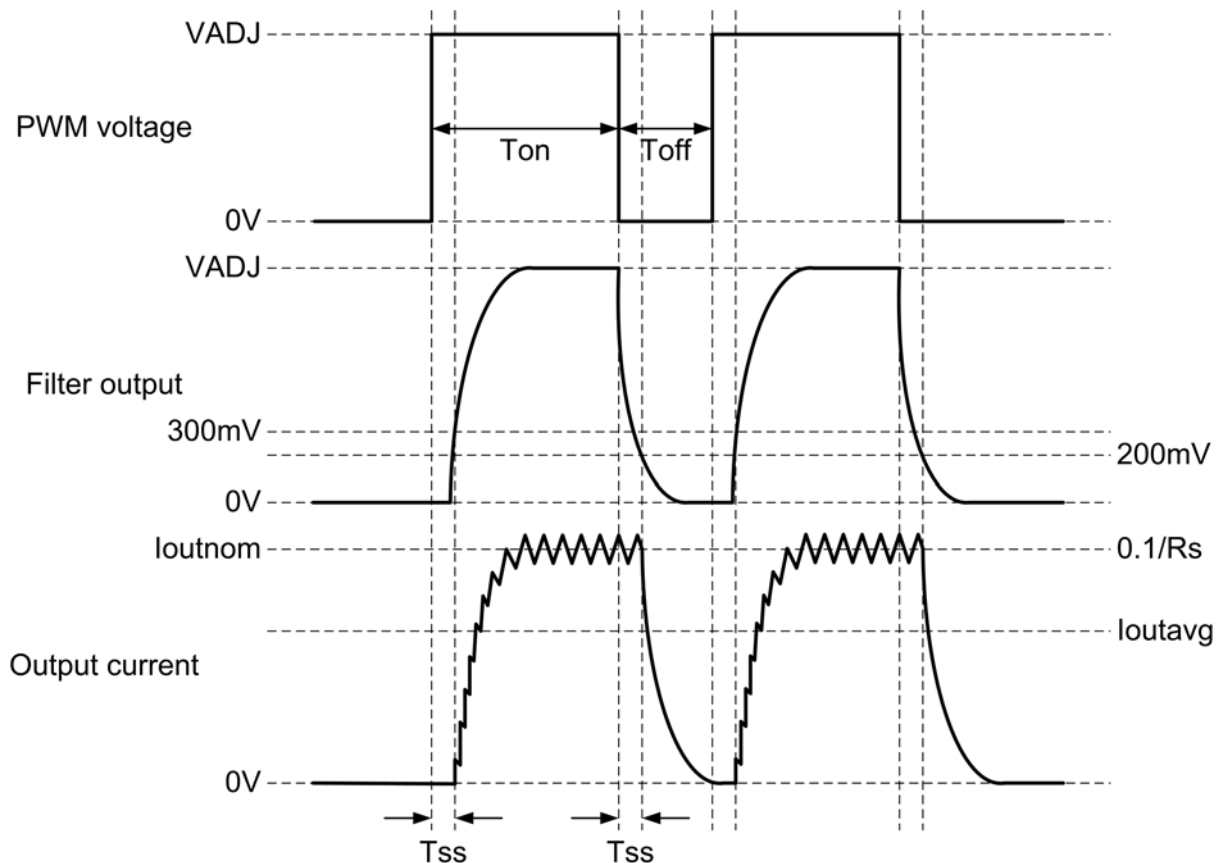 VADJ
PWM voltage
Ton
Toff
0V
VADJ
Filter output
300mV
200mV
0V
Ioutnom
0.1/Rs
Ioutavg
Output current
0V
Tss
Tss